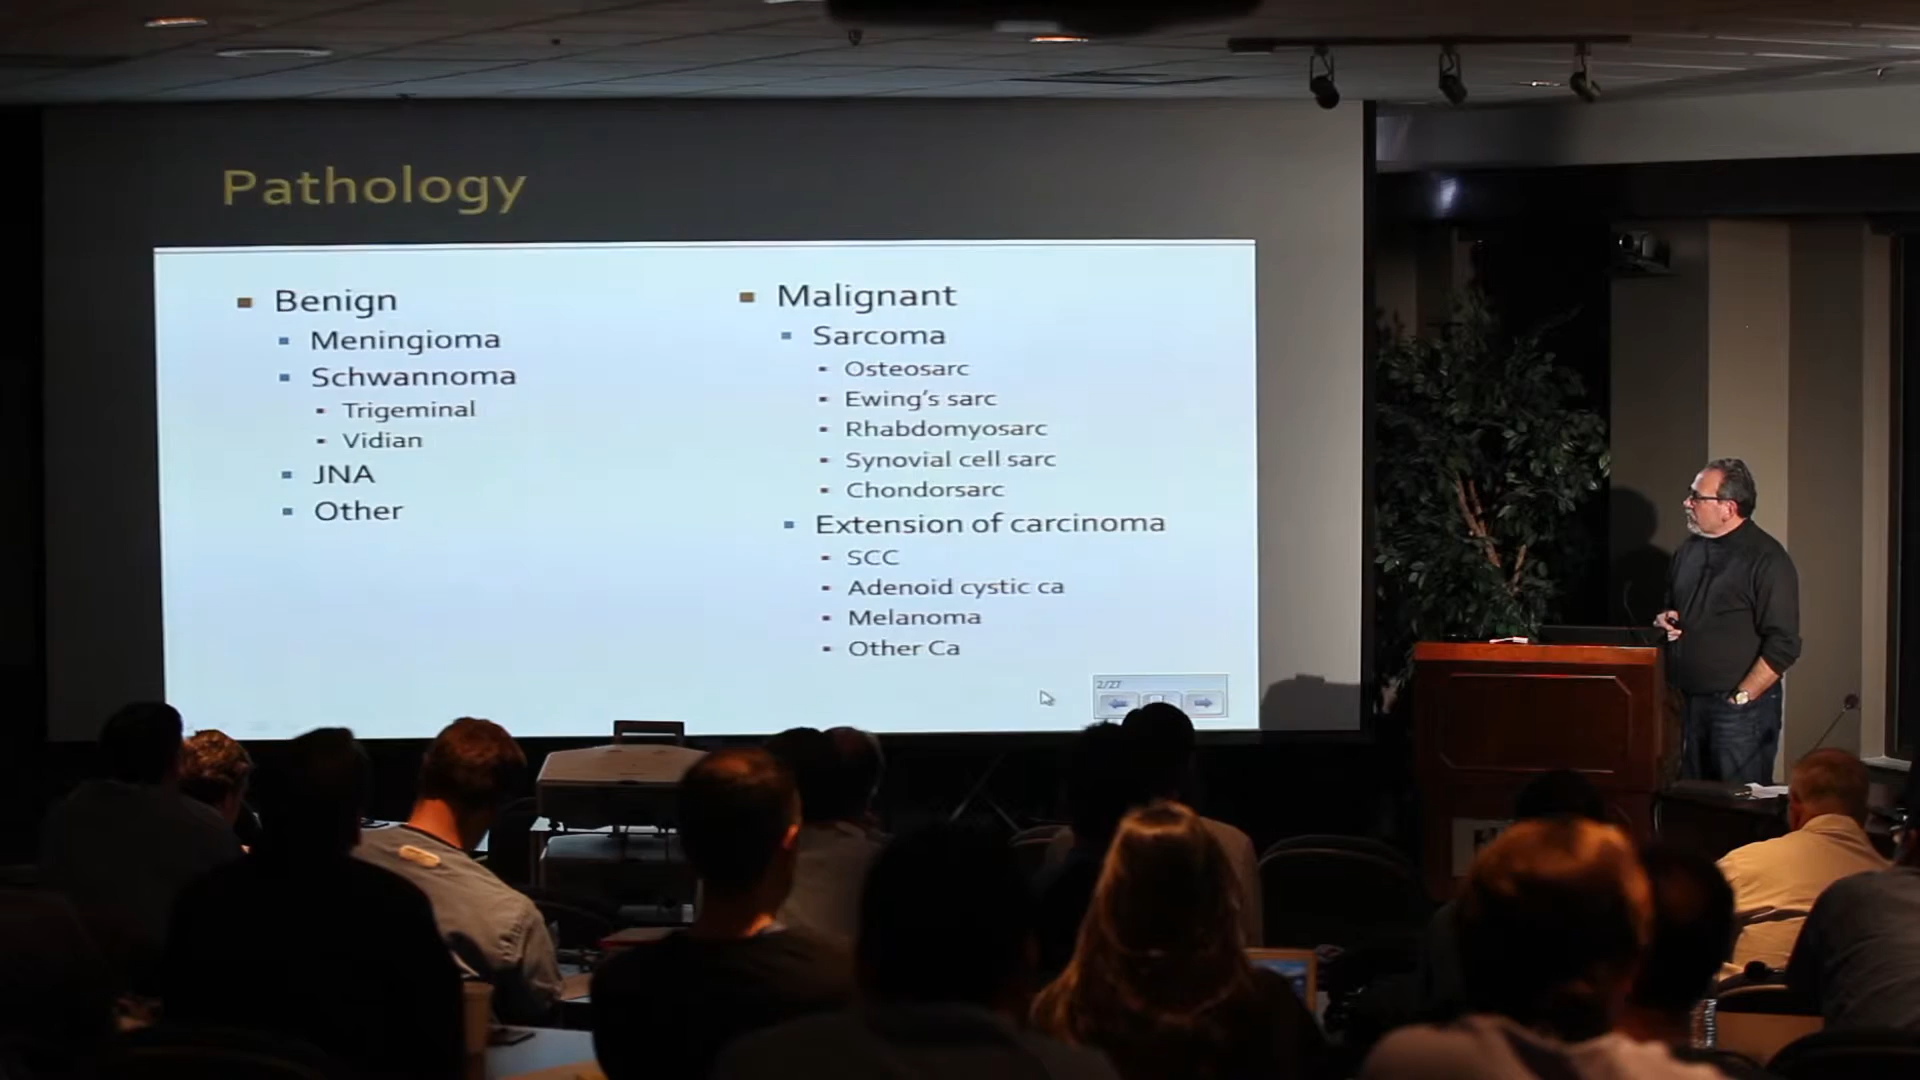 Pathology
Benign
Meningioma
Schwannoma
Trigeminal
Vidian
JNA
Other
Malignant
Sarcoma
Osteosarc
Ewing's sarc
Rhabdomyosarc
Synovial cell sarc
Chondorsarc
Extension of carcinoma
SCC
Adenoid cystic ca
Melanoma
Other Ca
2/27